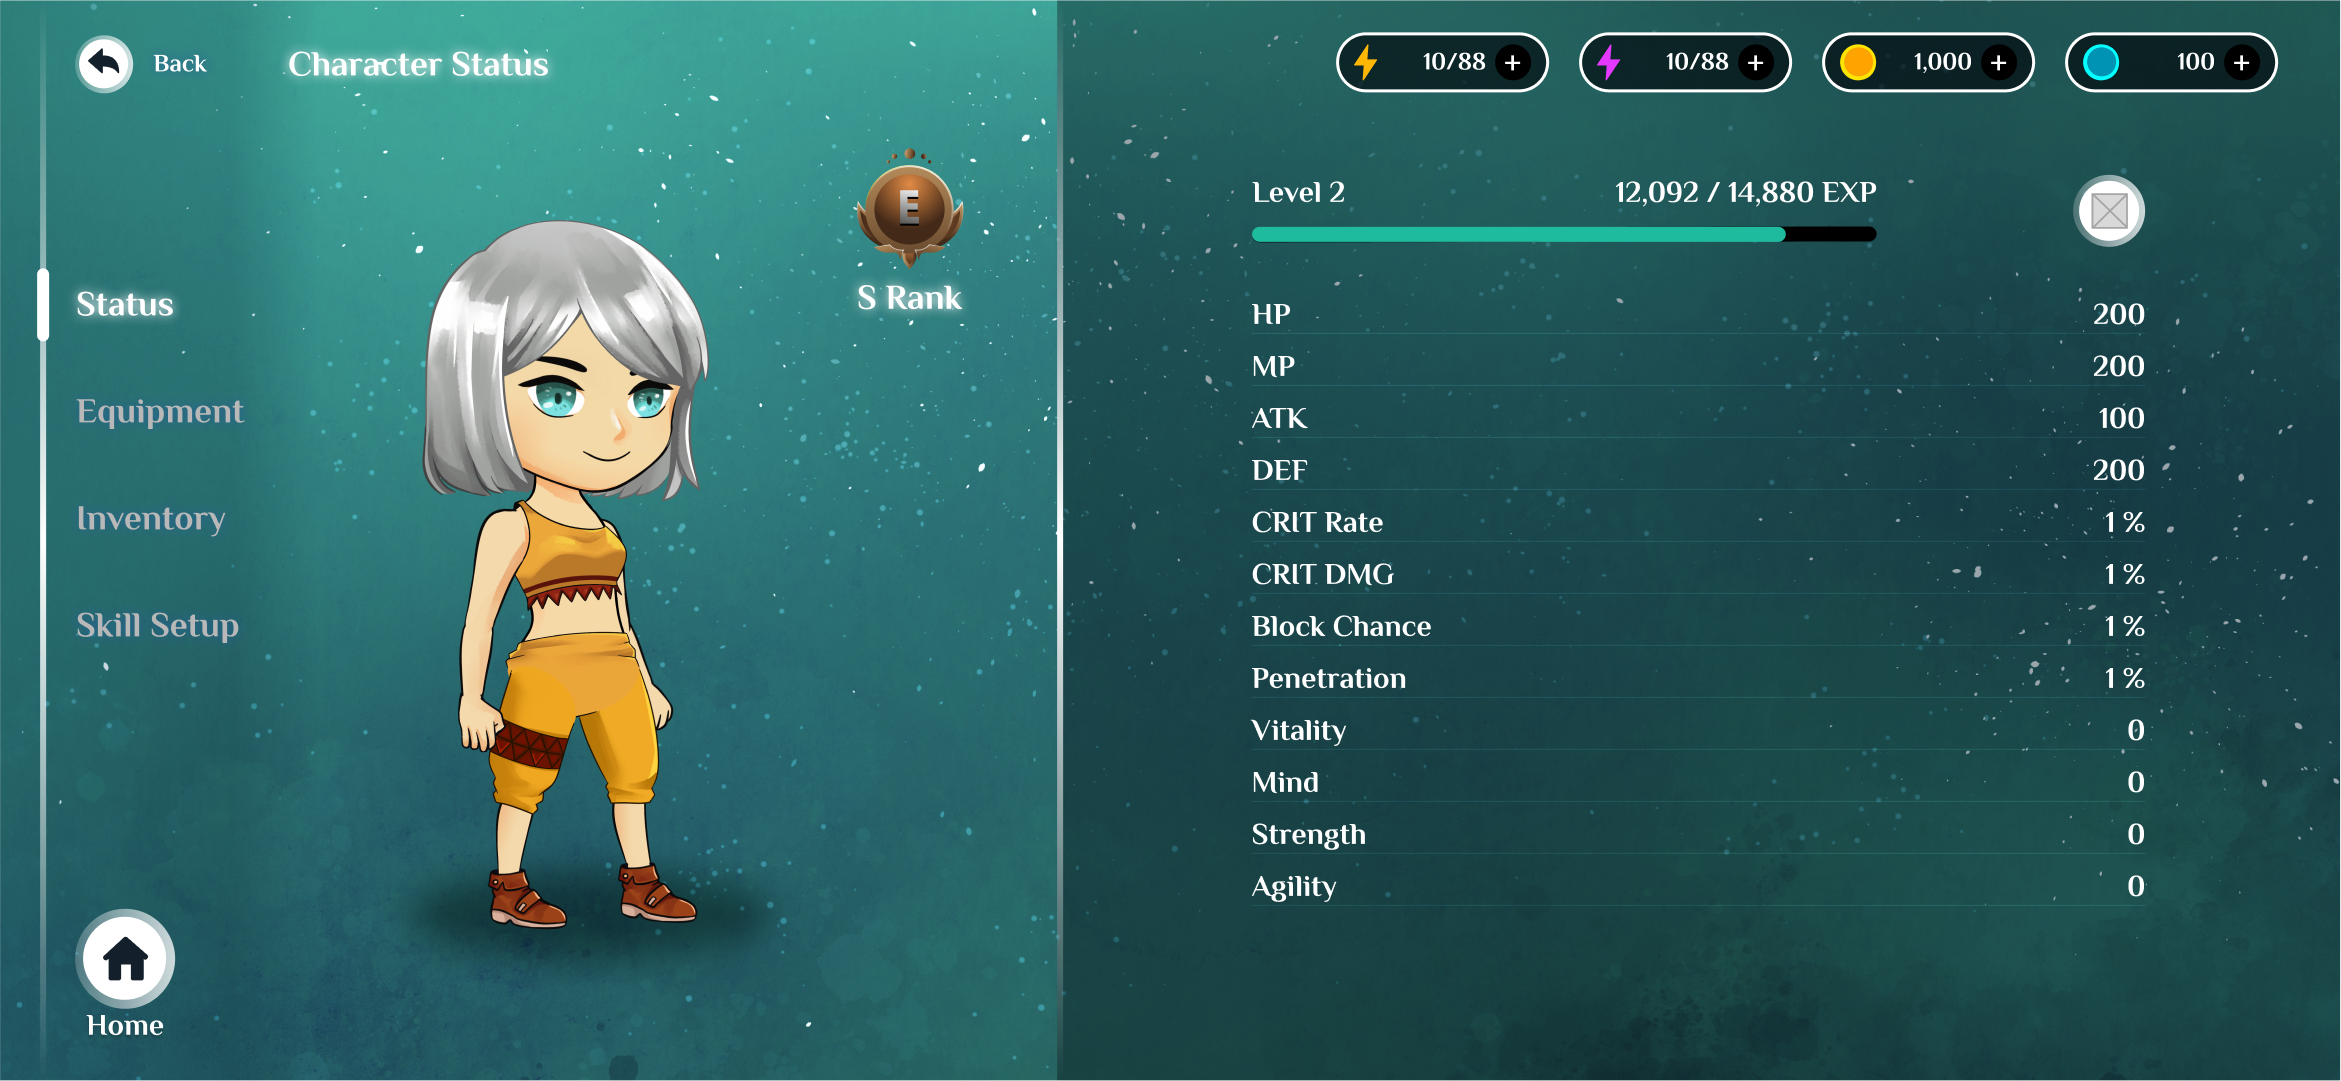 Back
Character Status
10/88 +
10/88 +
1,000 +
100 +
Status
Equipment
Inventory
Skill Setup
Home
E
S Rank
Level 2
12,092 / 14,880 EXP
HP 200
MP 200
ATK 100
DEF 200
CRIT Rate 1 %
CRIT DMG 1 %
Block Chance 1 %
Penetration 1 %
Vitality 0
Mind 0
Strength 0
Agility 0